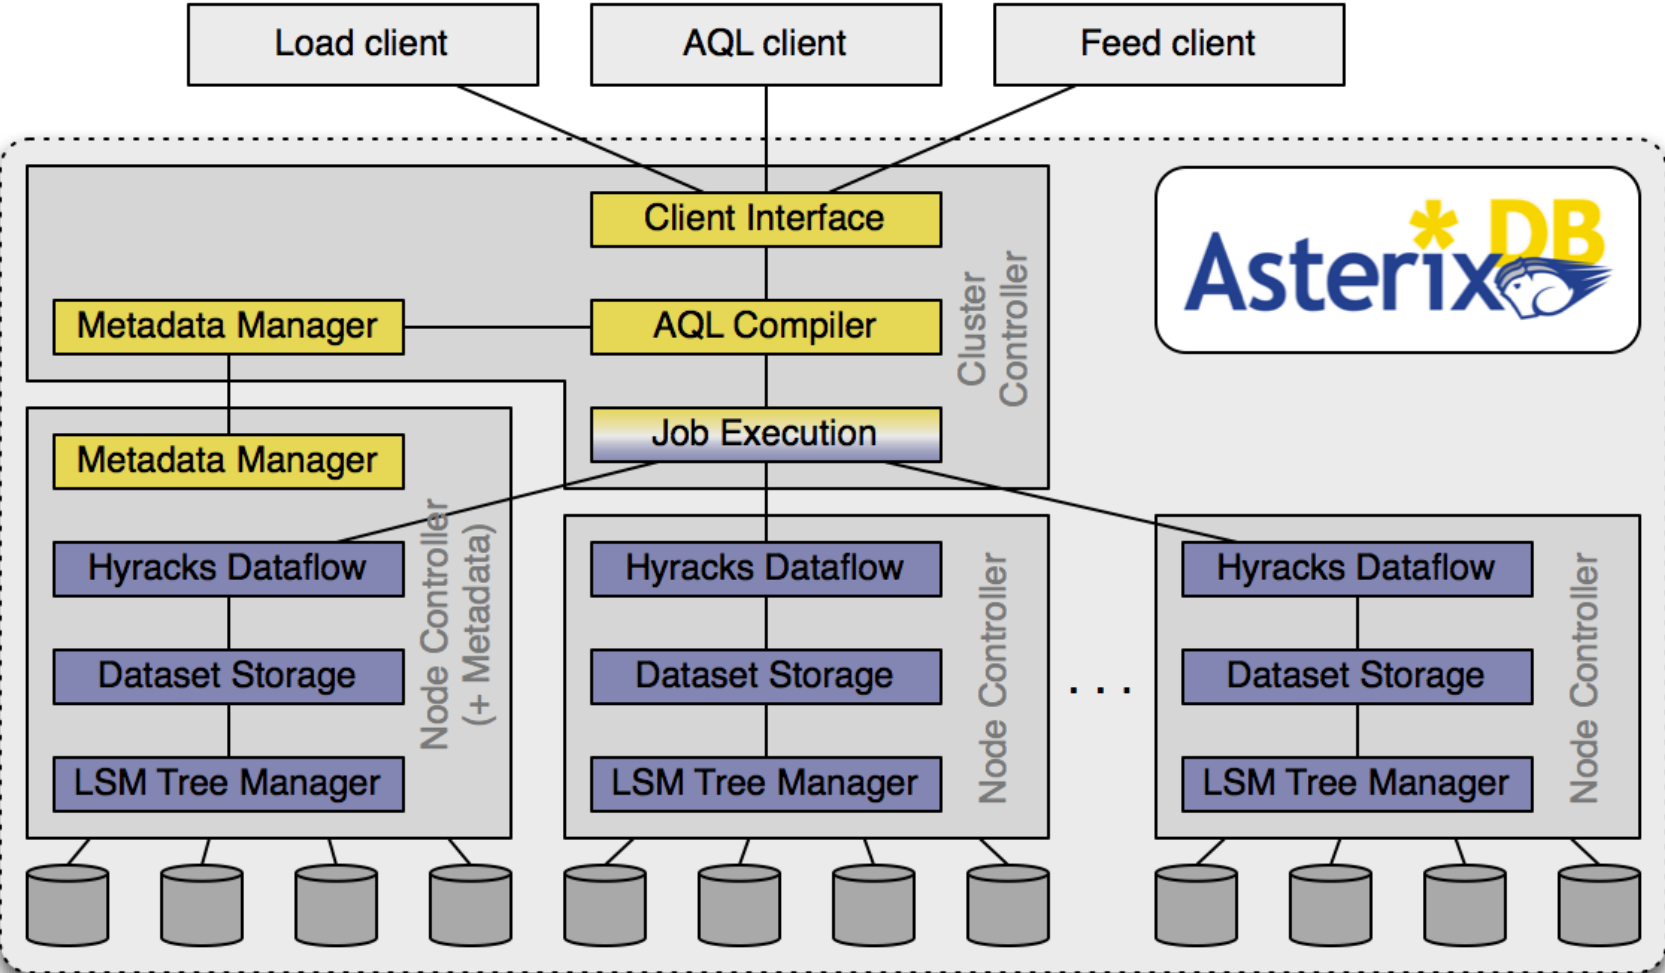 Load client
AQL client
Feed client
Client Interface
AsterixDB
Metadata Manager
AQL Compiler
Cluster
Controller
Job Execution
Metadata Manager
Node Controller
(+ Metadata)
Hyracks Dataflow
Dataset Storage
LSM Tree Manager
Hyracks Dataflow
Dataset Storage
LSM Tree Manager
Node Controller
. . .
Hyracks Dataflow
Dataset Storage
LSM Tree Manager
Node Controller